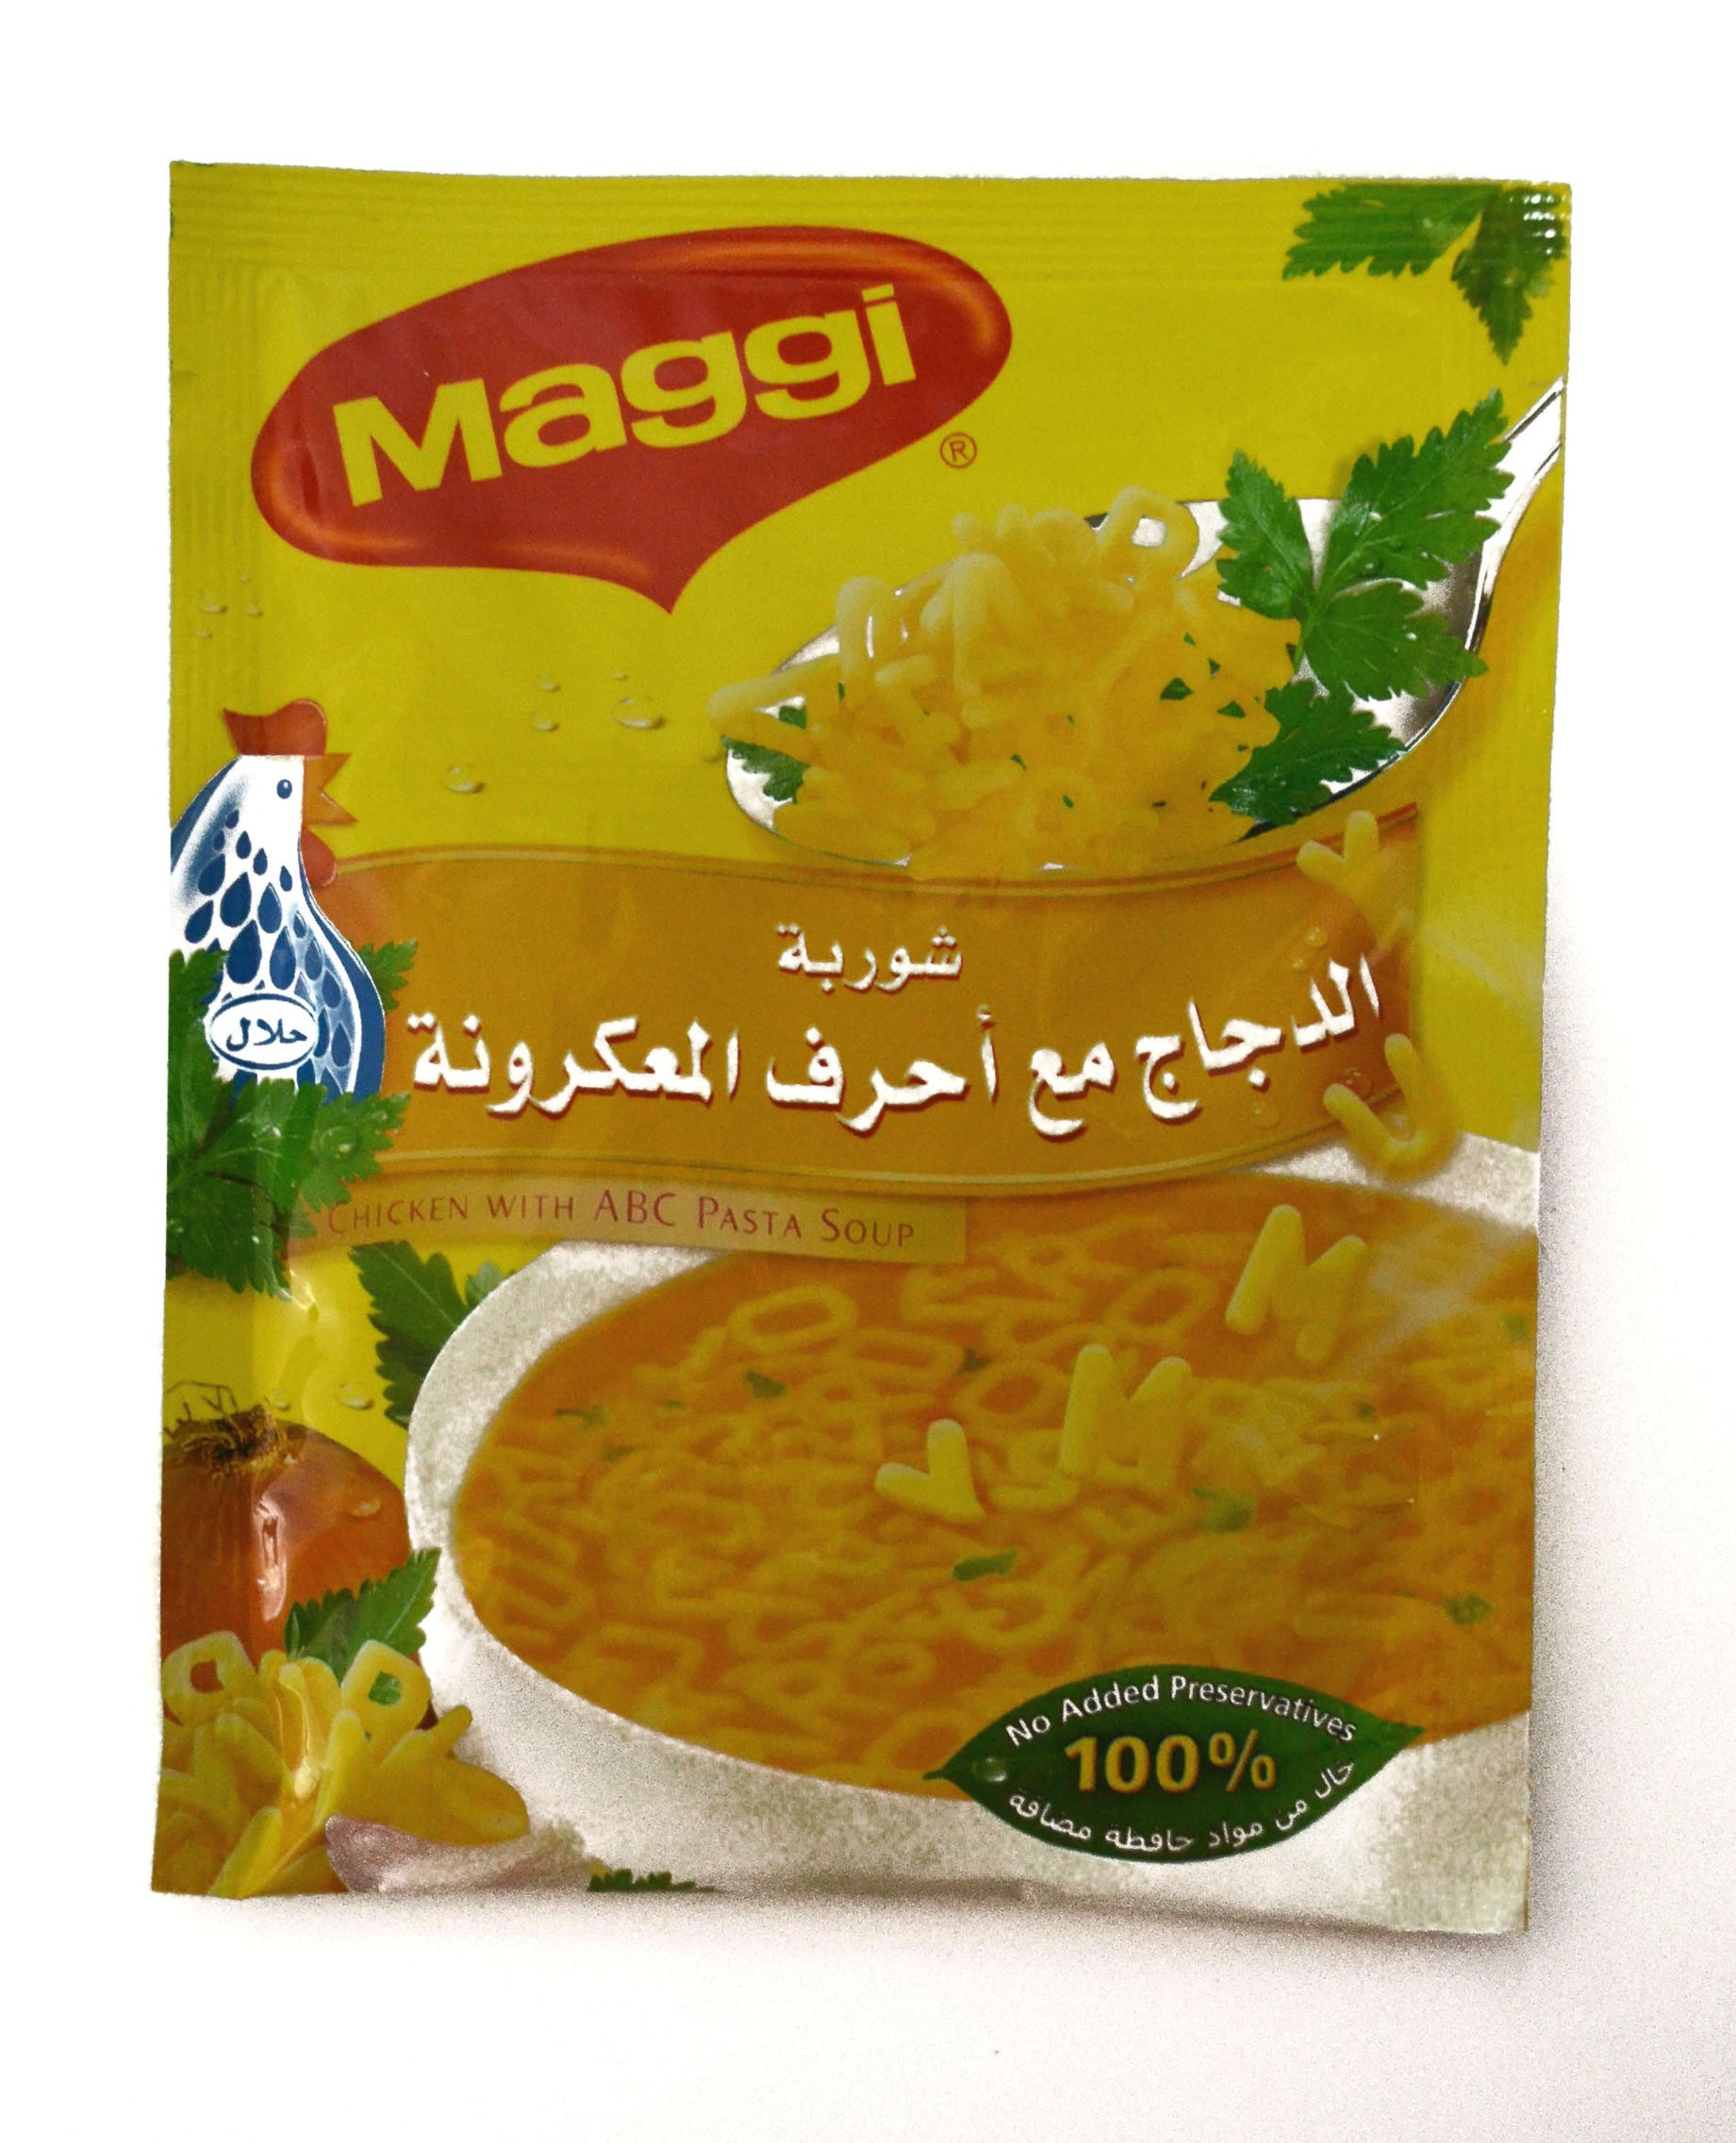 Maggi
®
شوربة
الدجاج مع أحرف المعكرونة
حلال
CHICKEN WITH ABC PASTA SOUP
No Added Preservatives
100%
خال من مواد حافظة مضافة